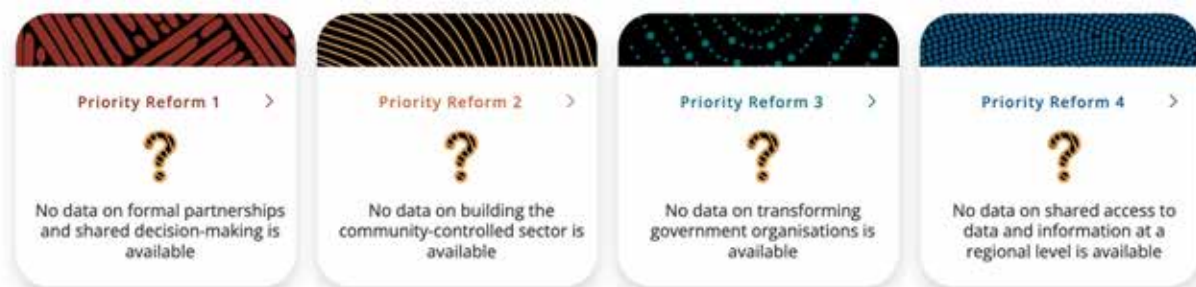 Priority Reform 1
?
No data on formal partnerships
and shared decision-making is
available
Priority Reform 2
?
No data on building the
community-controlled sector is
available
Priority Reform 3
?
No data on transforming
government organisations is
available
Priority Reform 4
?
No data on shared access to
data and information at a
regional level is available